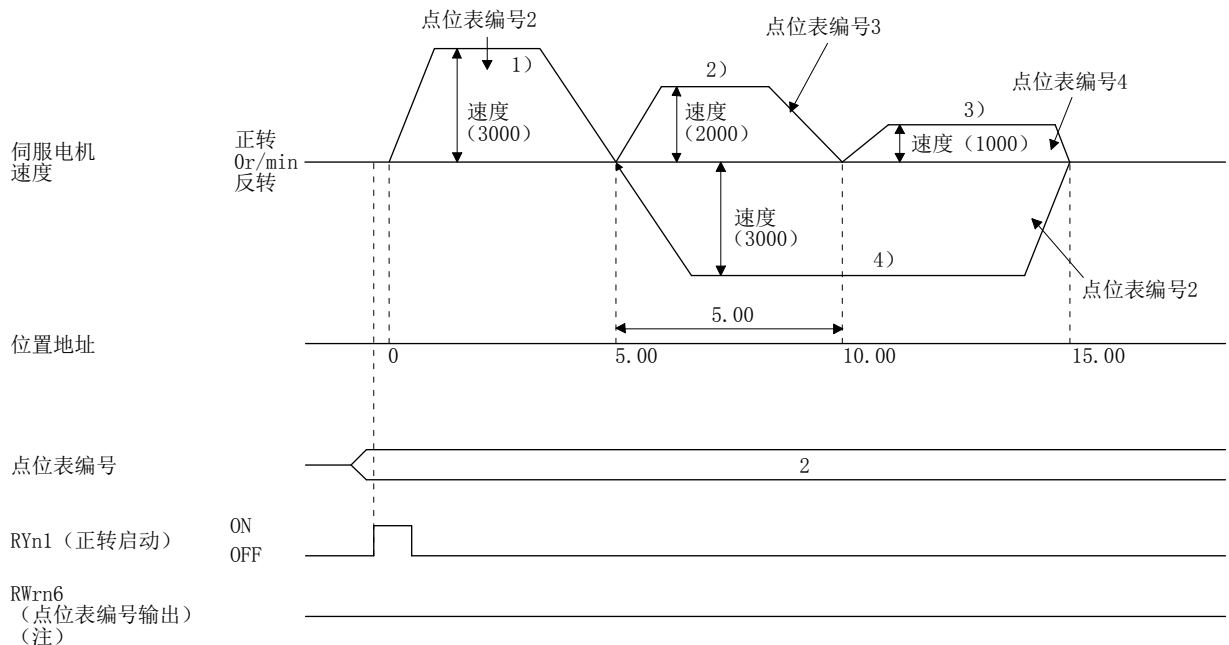 点位表编号2
点位表编号3
1）
2）
点位表编号4
3）
速度
（3000）
速度
（2000）
速度（1000）
伺服电机
速度
正转
0r/min
反转
速度
（3000）
4）
点位表编号2
5.00
位置地址
0
5.00
10.00
15.00
点位表编号
2
RYn1（正转启动）
ON
OFF
RWrn6
（点位表编号输出）
（注）